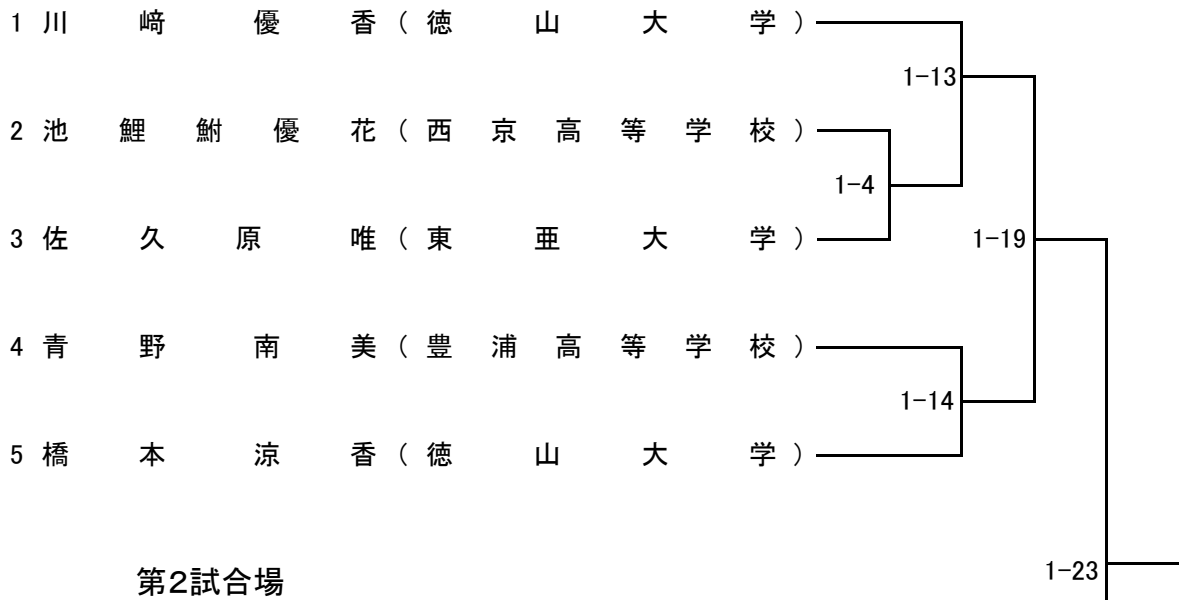 1 川﨑優香(徳山大学)
1-13
2 池鯉鮒優花(西京高等学校)
1-4
3 佐久原唯(東亜大学)
1-19
4 青野南美(豊浦高等学校)
1-14
5 橋本涼香(徳山大学)
1-23
第2試合場